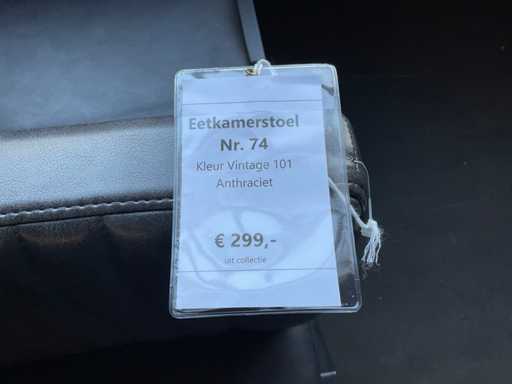 Eetkamerstoel
Nr. 74
Kleur Vintage 101
Anthraciet
€ 299,-
uit collectie